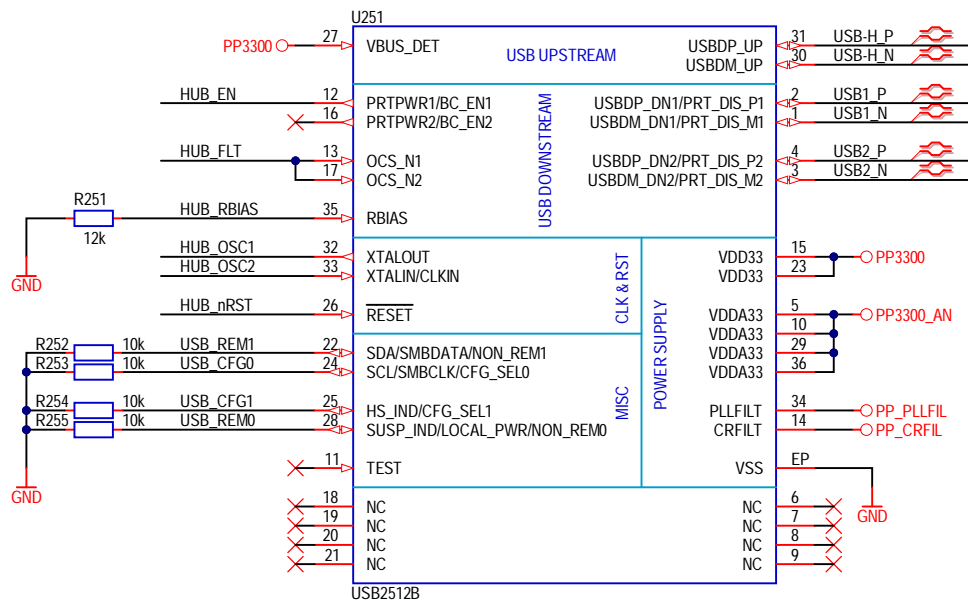 U251
PP3300 27 VBUS_DET USB UPSTREAM USBDP_UP 31 USB-H_P
USBDM_UP 30 USB-H_N
HUB_EN 12 PRTPWR1/BC_EN1 USBDP_DN1/PRT_DIS_P1 2 USB1_P
16 PRTPWR2/BC_EN2 USBDM_DN1/PRT_DIS_M1 1 USB1_N
USB DOWNSTREAM
HUB_FLT 13 OCS_N1 USBDP_DN2/PRT_DIS_P2 4 USB2_P
17 OCS_N2 USBDM_DN2/PRT_DIS_M2 3 USB2_N
R251
12k
HUB_RBIAS 35 RBIAS
GND
HUB_OSC1 32 XTALOUT VDD33 15 PP3300
HUB_OSC2 33 XTALIN/CLKIN VDD33 23
CLK & RST
POWER SUPPLY
HUB_nRST 26 RESET VDDA33 5 PP3300_AN
VDDA33 10
R252 10k USB_REM1 22 SDA/SMBDATA/NON_REM1 VDDA33 29
R253 10k USB_CFG0 24 SCL/SMBCLK/CFG_SEL0 VDDA33 36
MISC
R254 10k USB_CFG1 25 HS_IND/CFG_SEL1 PLLFILT 34 PP_PLLFIL
R255 10k USB_REM0 28 SUSP_IND/LOCAL_PWR/NON_REM0 CRFILT 14 PP_CRFIL
11 TEST VSS EP
GND
GND
18 NC NC 6
19 NC NC 7
20 NC NC 8
21 NC NC 9
USB2512B